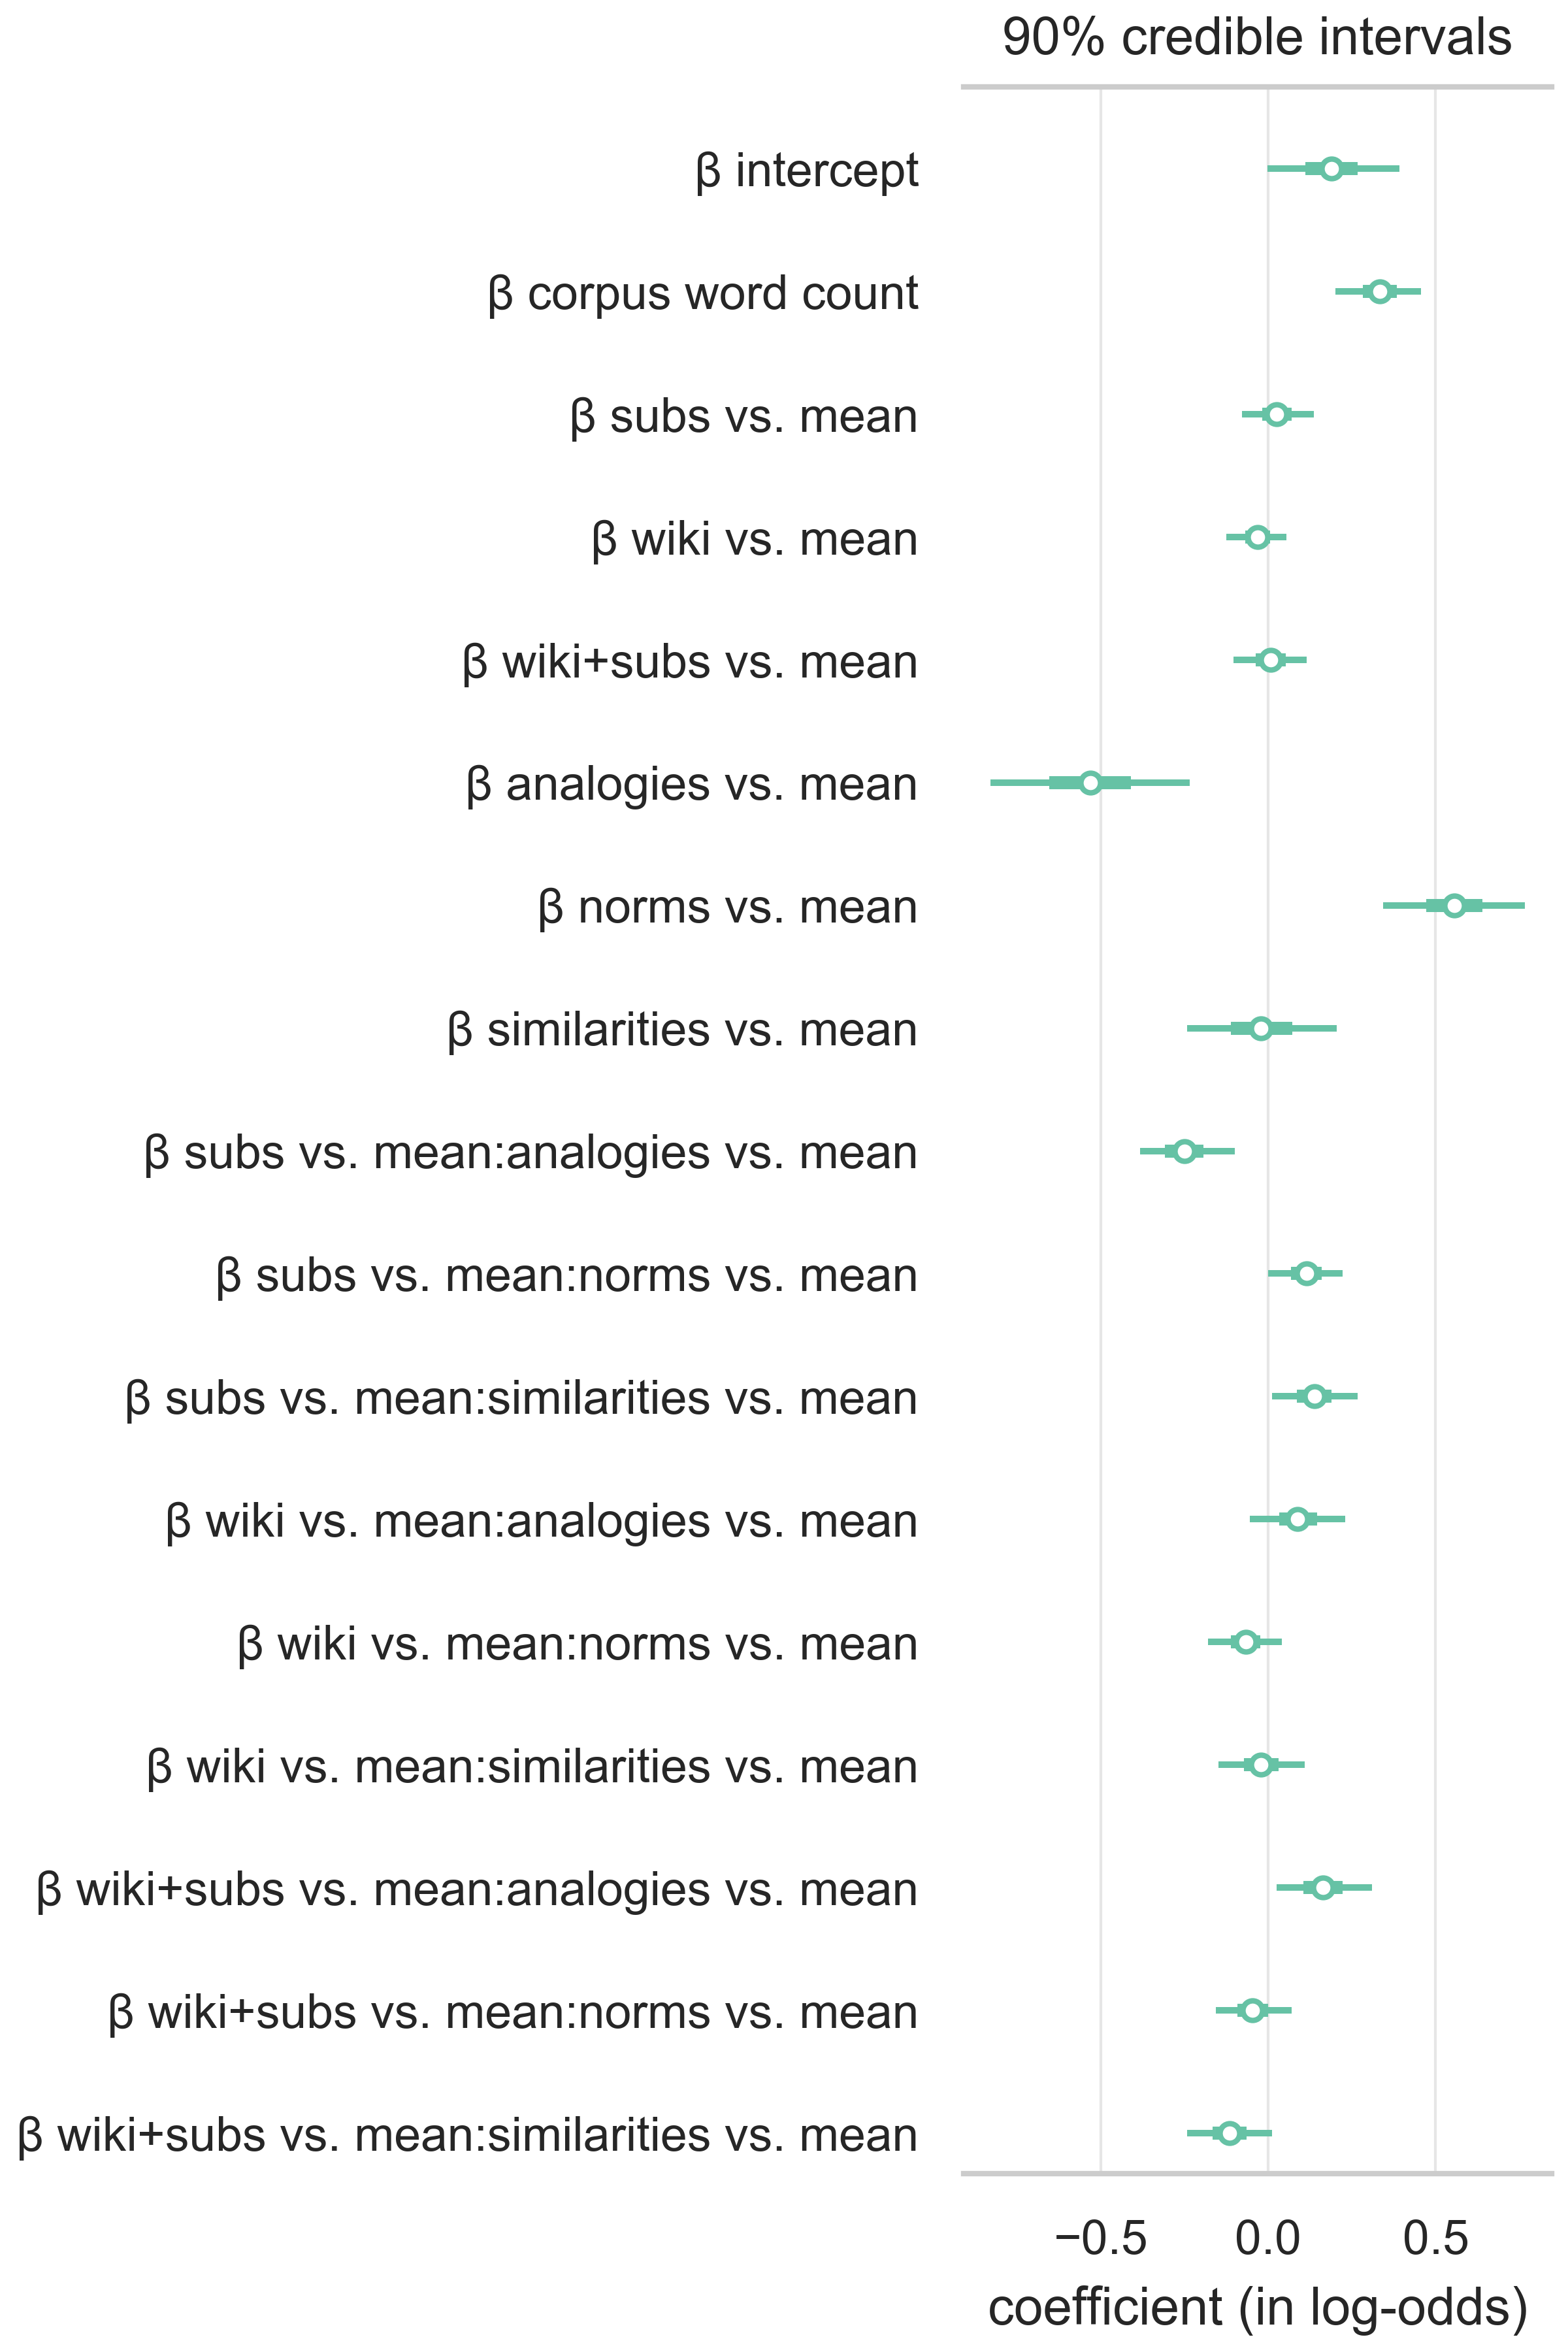 90% credible intervals
β intercept
β corpus word count
β subs vs. mean
β wiki vs. mean
β wiki+subs vs. mean
β analogies vs. mean
β norms vs. mean
β similarities vs. mean
β subs vs. mean:analogies vs. mean
β subs vs. mean:norms vs. mean
β subs vs. mean:similarities vs. mean
β wiki vs. mean:analogies vs. mean
β wiki vs. mean:norms vs. mean
β wiki vs. mean:similarities vs. mean
β wiki+subs vs. mean:analogies vs. mean
β wiki+subs vs. mean:norms vs. mean
β wiki+subs vs. mean:similarities vs. mean
−0.5 0.0 0.5
coefficient (in log-odds)